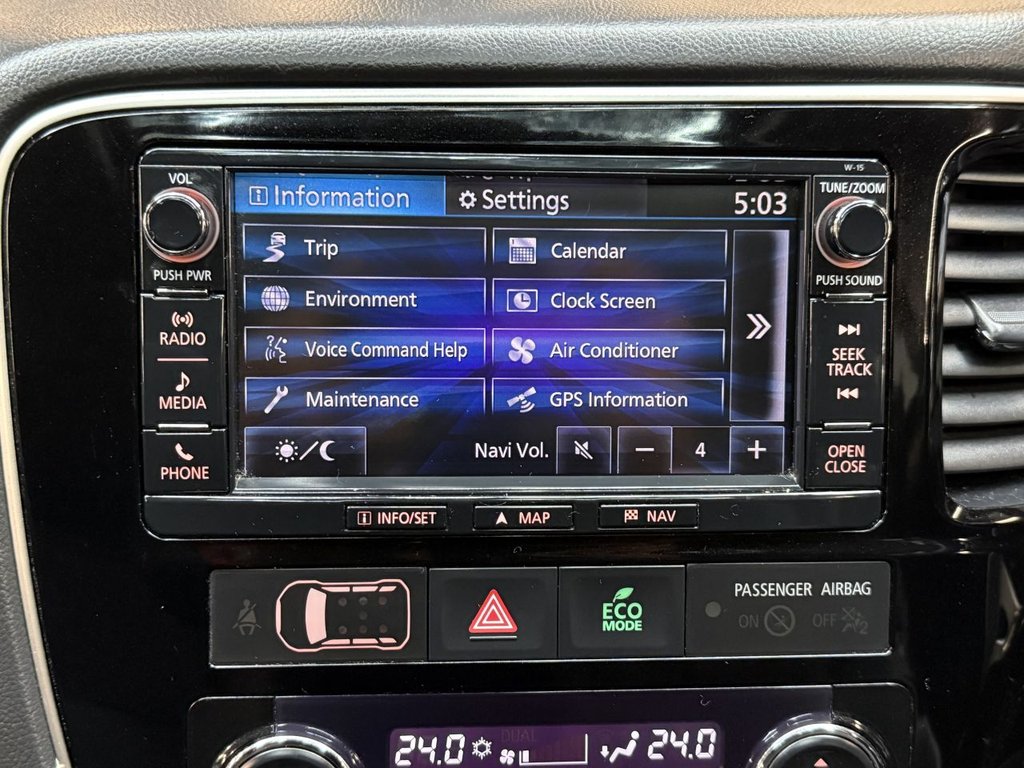 W-15
VOL
PUSH PWR
RADIO
MEDIA
PHONE
Information
Settings
5:03
Trip
Calendar
Environment
Clock Screen
Voice Command Help
Air Conditioner
Maintenance
GPS Information
Navi Vol.
− 4 +
TUNE/ZOOM
PUSH SOUND
SEEK
TRACK
OPEN
CLOSE
INFO/SET
MAP
NAV
ECO
MODE
PASSENGER AIRBAG
ON
OFF
2
DUAL
24.0
24.0